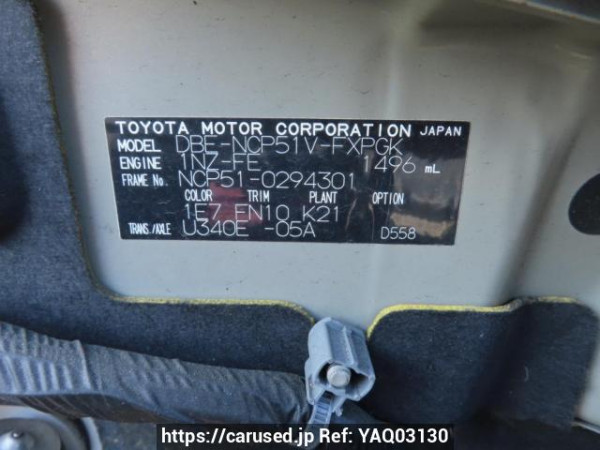 TOYOTA MOTOR CORPORATION JAPAN
MODEL DBE-NCP51V-FXPGK
ENGINE 1NZ-FE 1496 mL
FRAME No. NCP51-0294301
COLOR TRIM PLANT OPTION
1E7 FN10 K21
TRANS./AXLE U340E -05A D558
https://carused.jp Ref: YAQ03130